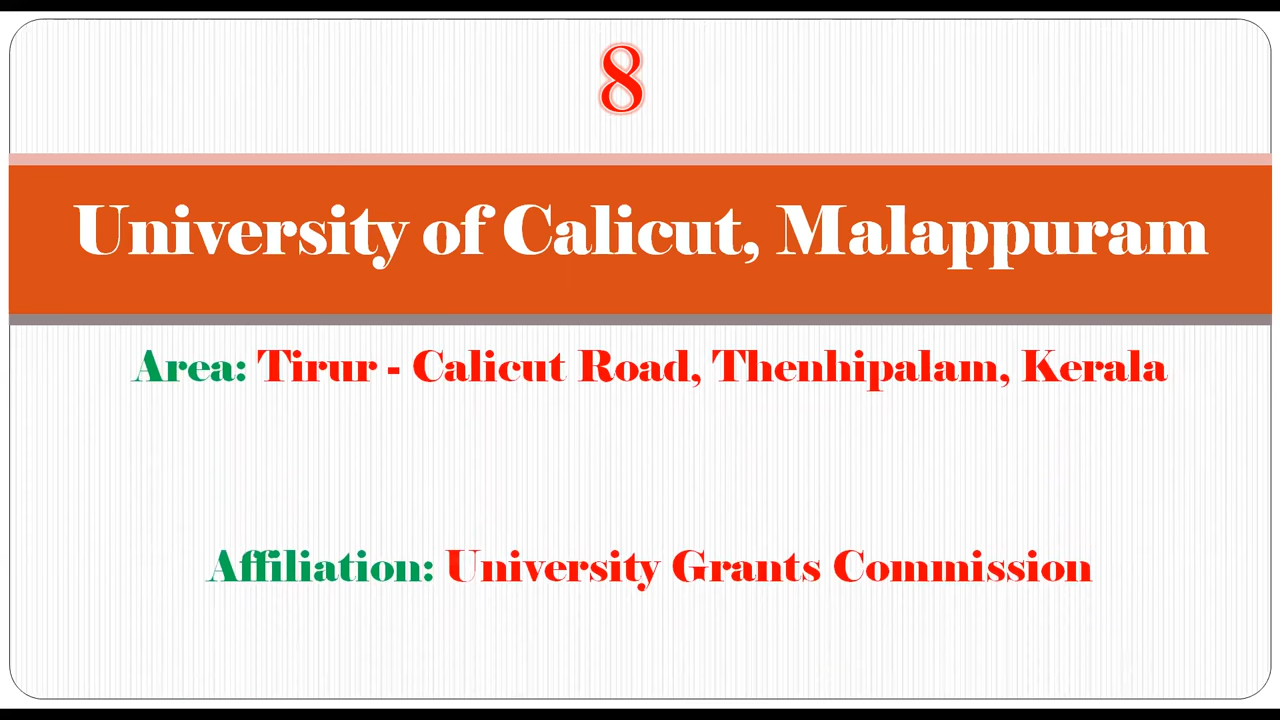 8
University of Calicut, Malappuram
Area: Tirur - Calicut Road, Thenhipalam, Kerala
Affiliation: University Grants Commission